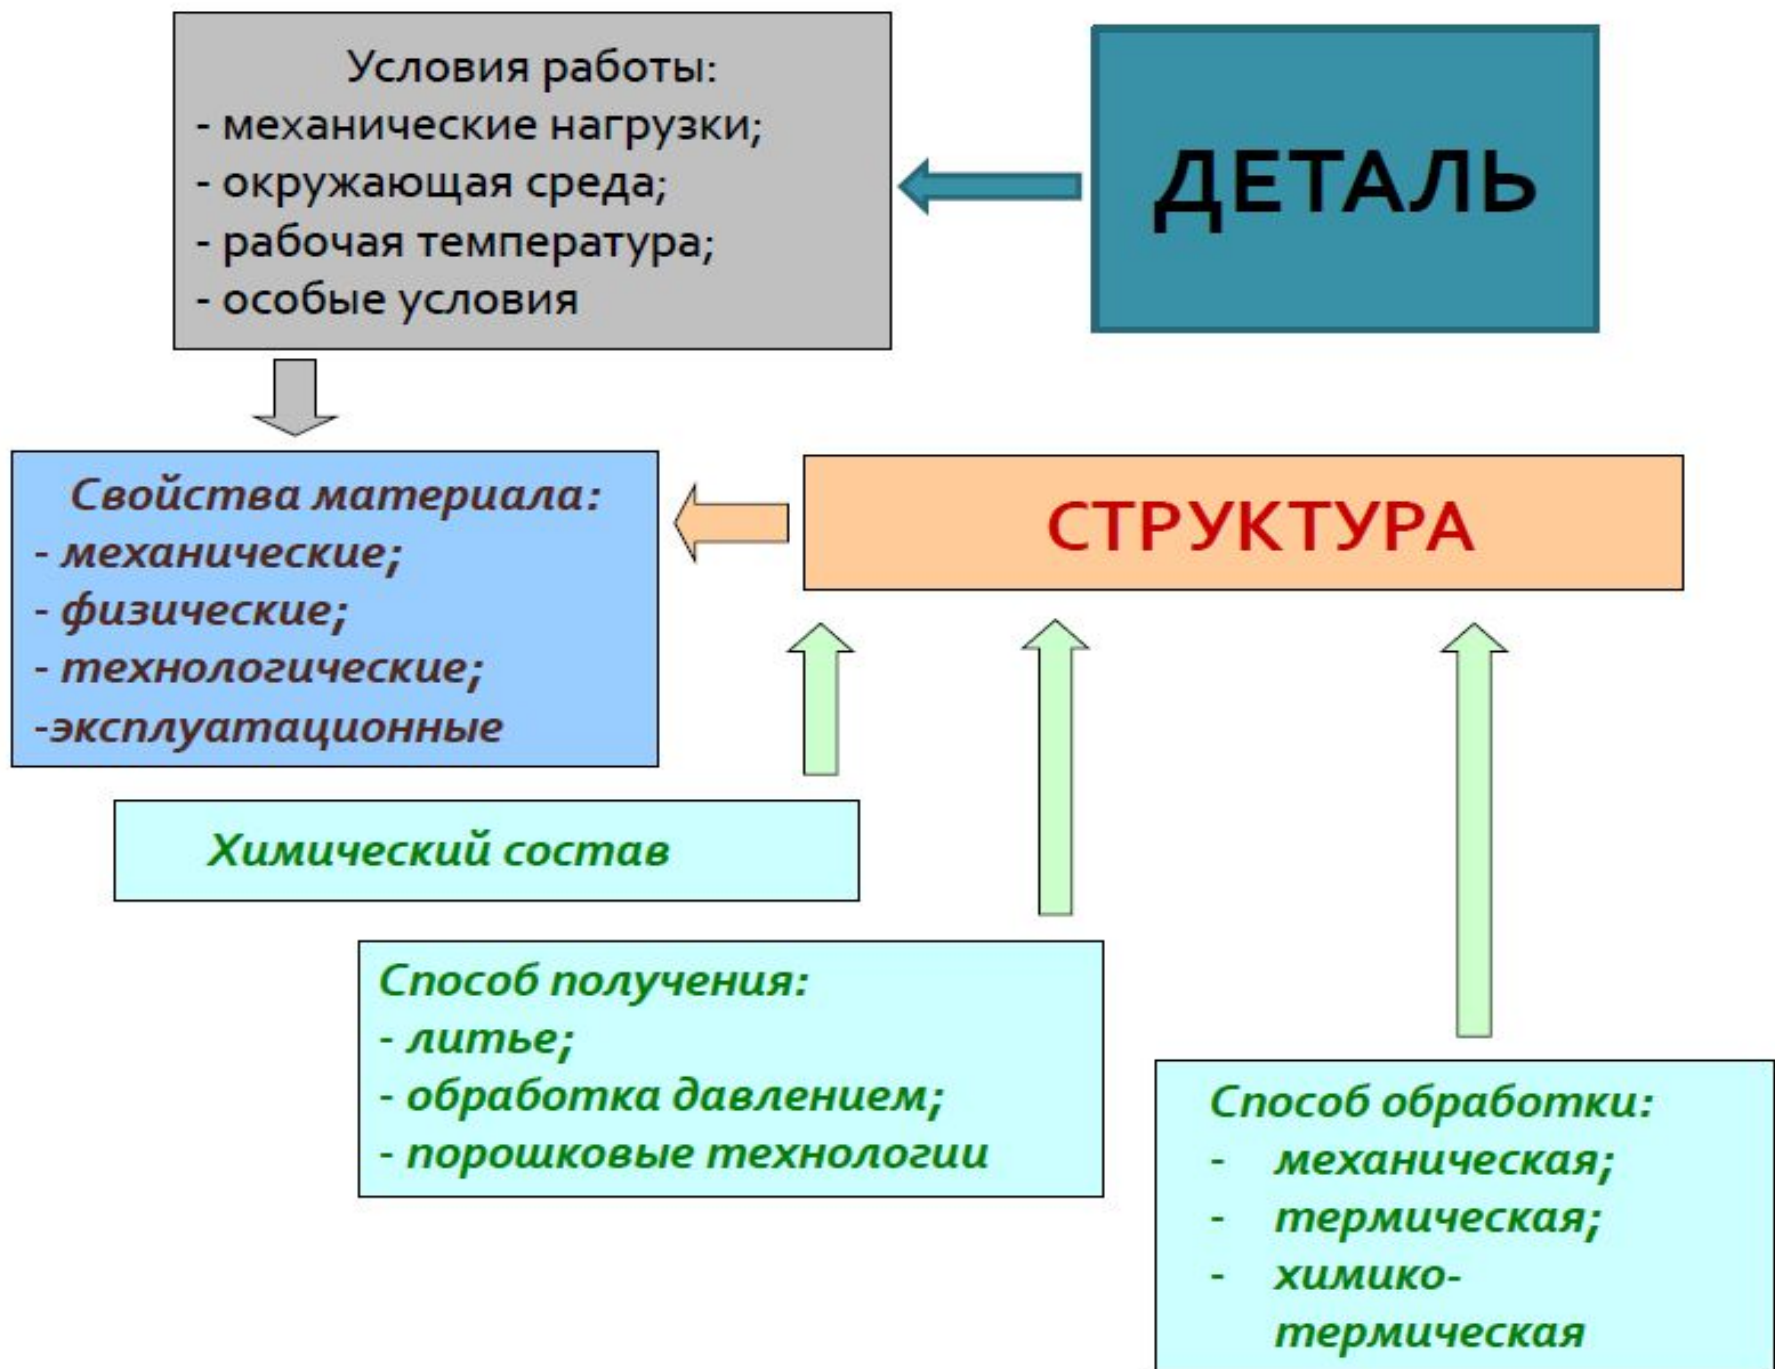 Условия работы:
- механические нагрузки;
- окружающая среда;
- рабочая температура;
- особые условия
ДЕТАЛЬ
Свойства материала:
- механические;
- физические;
- технологические;
-эксплуатационные
СТРУКТУРА
Химический состав
Способ получения:
- литье;
- обработка давлением;
- порошковые технологии
Способ обработки:
- механическая;
- термическая;
- химико-
термическая